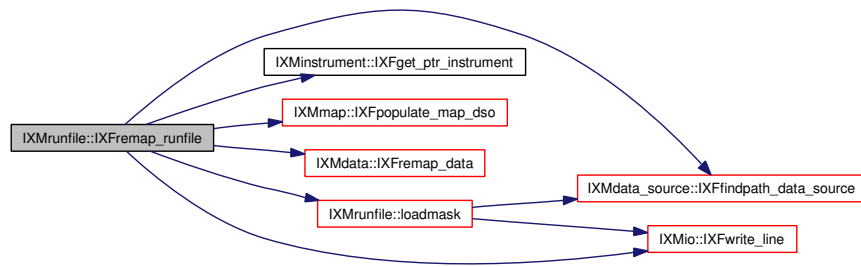 IXMinstrument::IXFget_ptr_instrument
IXMmap::IXFpopulate_map_dso
IXMrunfile::IXFremap_runfile
IXMdata::IXFremap_data
IXMdata_source::IXFfindpath_data_source
IXMrunfile::loadmask
IXMio::IXFwrite_line